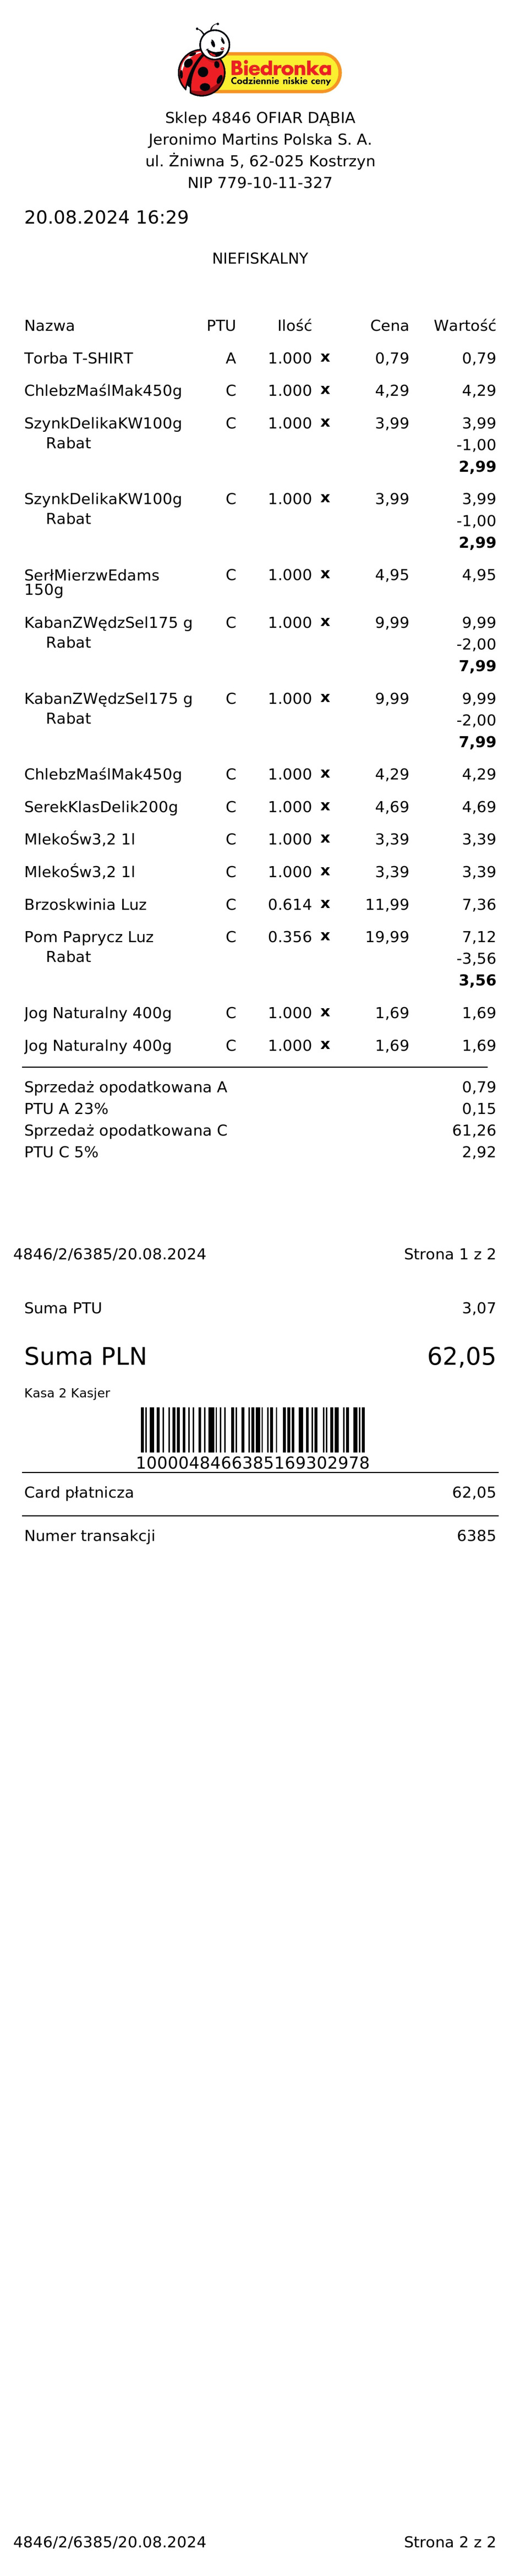 Biedronka
Codziennie niskie ceny
Sklep 4846 OFIAR DĄBIA
Jeronimo Martins Polska S. A.
ul. Żniwna 5, 62-025 Kostrzyn
NIP 779-10-11-327
20.08.2024 16:29
NIEFISKALNY
Nazwa PTU Ilość Cena Wartość
Torba T-SHIRT A 1.000 x 0,79 0,79
ChlebzMaślMak450g C 1.000 x 4,29 4,29
SzynkDelikaKW100g C 1.000 x 3,99 3,99
Rabat -1,00
2,99
SzynkDelikaKW100g C 1.000 x 3,99 3,99
Rabat -1,00
2,99
SerłMierzwEdams C 1.000 x 4,95 4,95
150g
KabanZWędzSel175 g C 1.000 x 9,99 9,99
Rabat -2,00
7,99
KabanZWędzSel175 g C 1.000 x 9,99 9,99
Rabat -2,00
7,99
ChlebzMaślMak450g C 1.000 x 4,29 4,29
SerekKlasDelik200g C 1.000 x 4,69 4,69
MlekoŚw3,2 1l C 1.000 x 3,39 3,39
MlekoŚw3,2 1l C 1.000 x 3,39 3,39
Brzoskwinia Luz C 0.614 x 11,99 7,36
Pom Paprycz Luz C 0.356 x 19,99 7,12
Rabat -3,56
3,56
Jog Naturalny 400g C 1.000 x 1,69 1,69
Jog Naturalny 400g C 1.000 x 1,69 1,69
Sprzedaż opodatkowana A 0,79
PTU A 23% 0,15
Sprzedaż opodatkowana C 61,26
PTU C 5% 2,92
4846/2/6385/20.08.2024 Strona 1 z 2
Suma PTU 3,07
Suma PLN 62,05
Kasa 2 Kasjer
1000048466385169302978
Card płatnicza 62,05
Numer transakcji 6385
4846/2/6385/20.08.2024 Strona 2 z 2